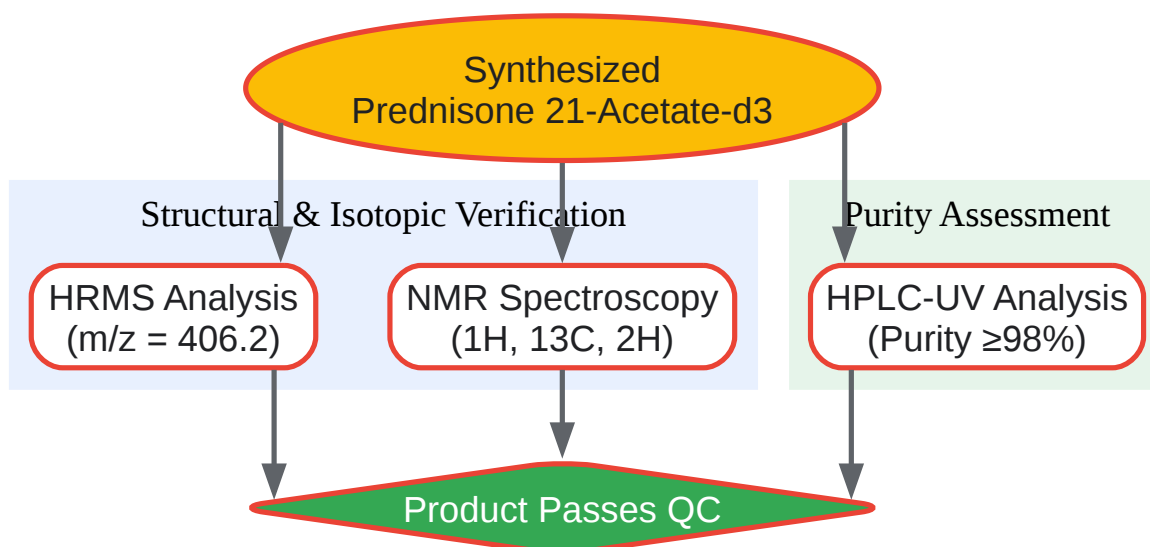 Synthesized
Prednisone 21-Acetate-d3
Structural & Isotopic Verification
Purity Assessment
HRMS Analysis
(m/z = 406.2)
NMR Spectroscopy
(1H, 13C, 2H)
HPLC-UV Analysis
(Purity ≥98%)
Product Passes QC